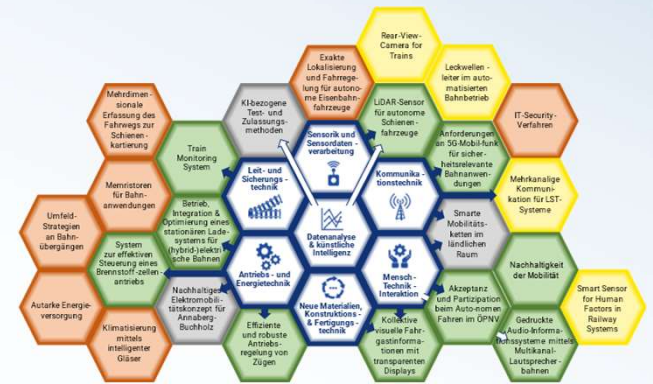 Rear-View-
Camera for
Trains
Exakte
Lokalisierung
und Fahrrege-
lung für autono-
me Eisenbahn-
fahrzeuge
Leckwellen -
leiter im auto-
matisierten
Bahnbetrieb
Mehrdimen-
sionale
Erfassung des
Fahrwegs zur
Schienen-
kartierung
KI-bezogene
Test- und
Zulassungs-
methoden
LiDAR-Sensor
für autonome
Schienen-
fahrzeuge
IT-Security-
Verfahren
Train
Monitoring
System
Sensorik und
Sensordaten -
verarbeitung
Anforderungen
an 5G-Mobil-funk
für sicher-
heitsrelevante
Bahnanwen-
dungen
Memristoren
für Bahn-
anwendungen
Leit - und
Sicherungs -
technik
Kommunika -
tionstechnik
Mehrkanalige
Kommuni-
kation für LST-
Systeme
Umfeld-
Strategien
an Bahn-
übergängen
Betrieb,
Integration &
Optimierung eines
stationären Lade-
systems für
(hybrid-)elektri
sche Bahnen
Datenanalyse
& künstliche
Intelligenz
Smarte
Mobilitäts-
ketten im
ländlichen
Raum
System
zur effektiven
Steuerung eines
Brennstoff-zellen-
antriebs
Antriebs - und
Energietechnik
Mensch -
Technik -
Interaktion
Nachhaltigkeit
der Mobilität
Autarke Energie-
versorgung
Nachhaltiges
Elektromobili-
tätskonzept für
Annaberg-
Buchholz
Neue Materialien,
Konstruktions -
& Fertigungs -
technik
Akzeptanz
und Partizipation
beim Auto-nomen
Fahren im ÖPNV
Smart Sensor
for Human
Factors in
Railway
Systems
Klimatisierung
mittels
intelligenter
Gläser
Effiziente
und robuste
Antriebs-
regelung von
Zügen
Kollektive
visuelle Fahr-
gastinforma-
tionen mit
transparenten
Displays
Gedruckte
Audio-Informa-
tionssysteme mittels
Multikanal-
Lautsprecher -
bahnen